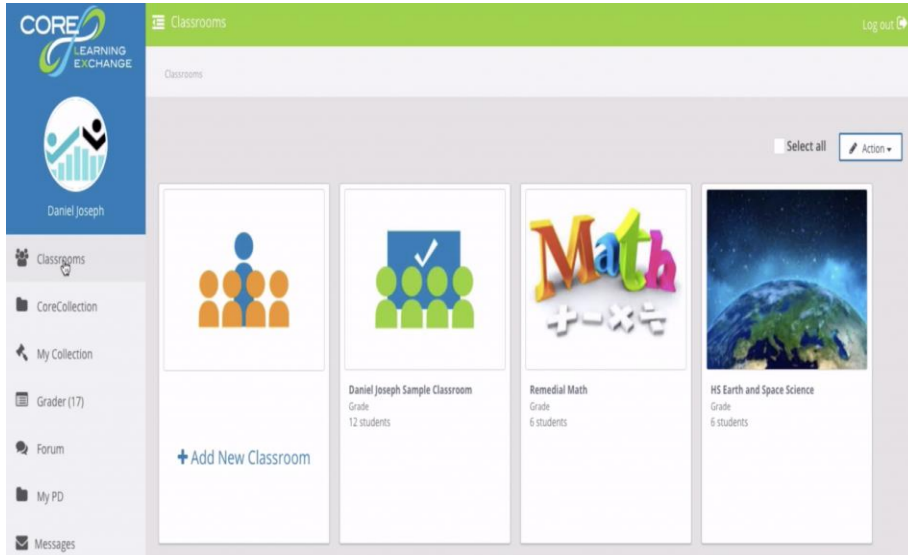 CORE
LEARNING
EXCHANGE
Classrooms
Log out
Classrooms
Daniel Joseph
Select all
Action
Classrooms
CoreCollection
My Collection
Grader (17)
Forum
My PD
Messages
+ Add New Classroom
Daniel Joseph Sample Classroom
Grade
12 students
Math
+-×÷
Remedial Math
Grade
6 students
HS Earth and Space Science
Grade
6 students